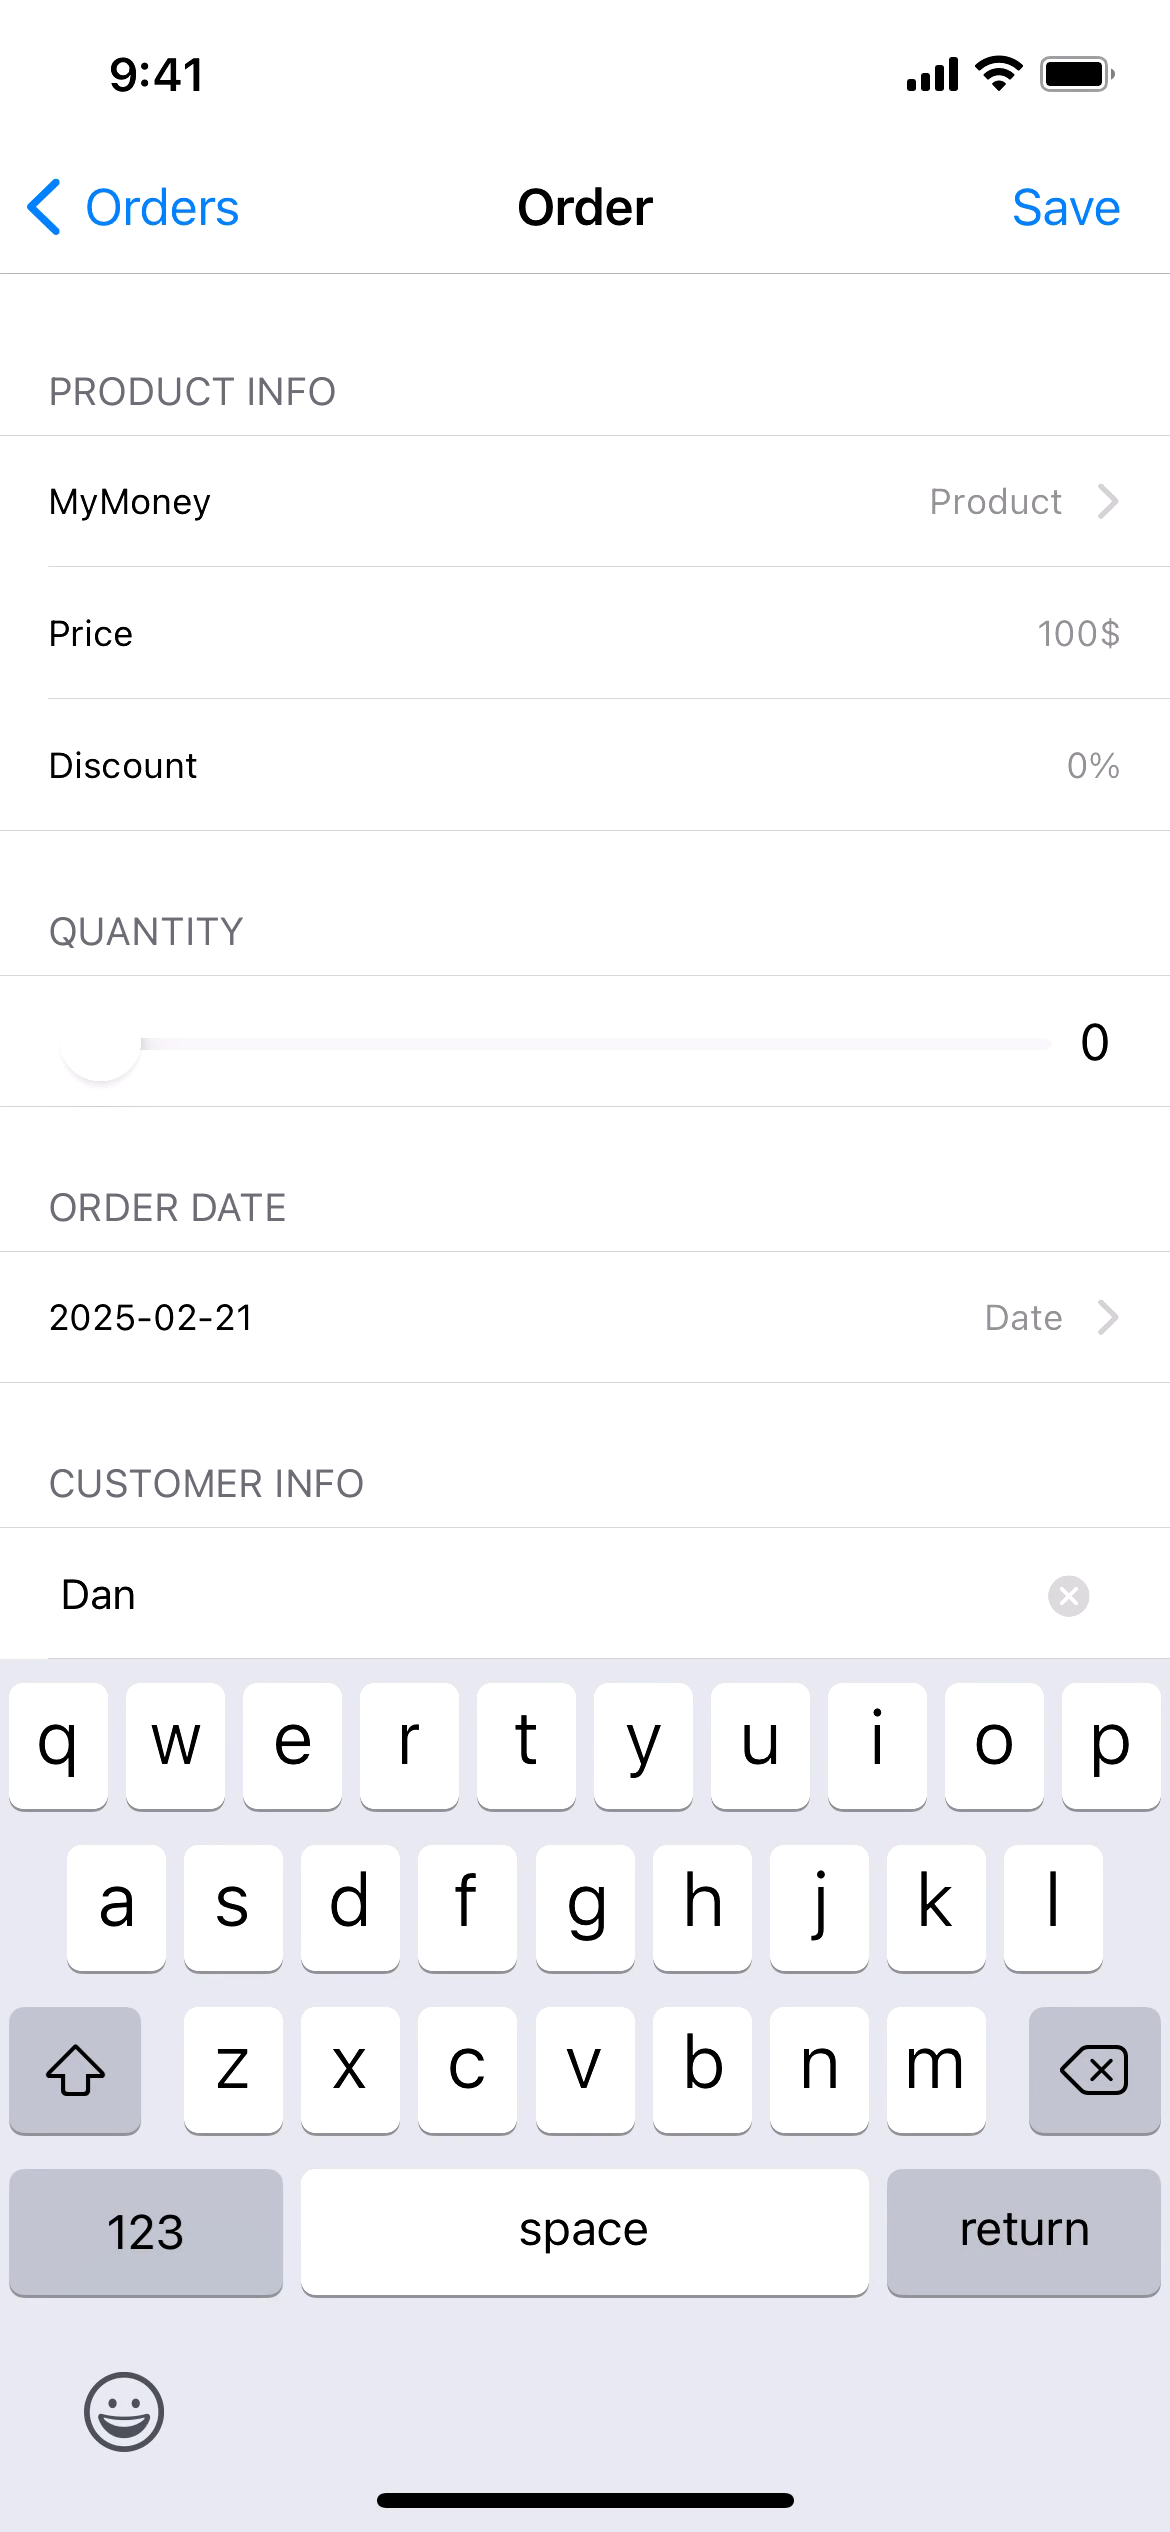 9:41
Orders Order Save
PRODUCT INFO
MyMoney Product
Price 100$
Discount 0%
QUANTITY
0
ORDER DATE
2025-02-21 Date
CUSTOMER INFO
Dan
q w e r t y u i o p
a s d f g h j k l
z x c v b n m
123 space return